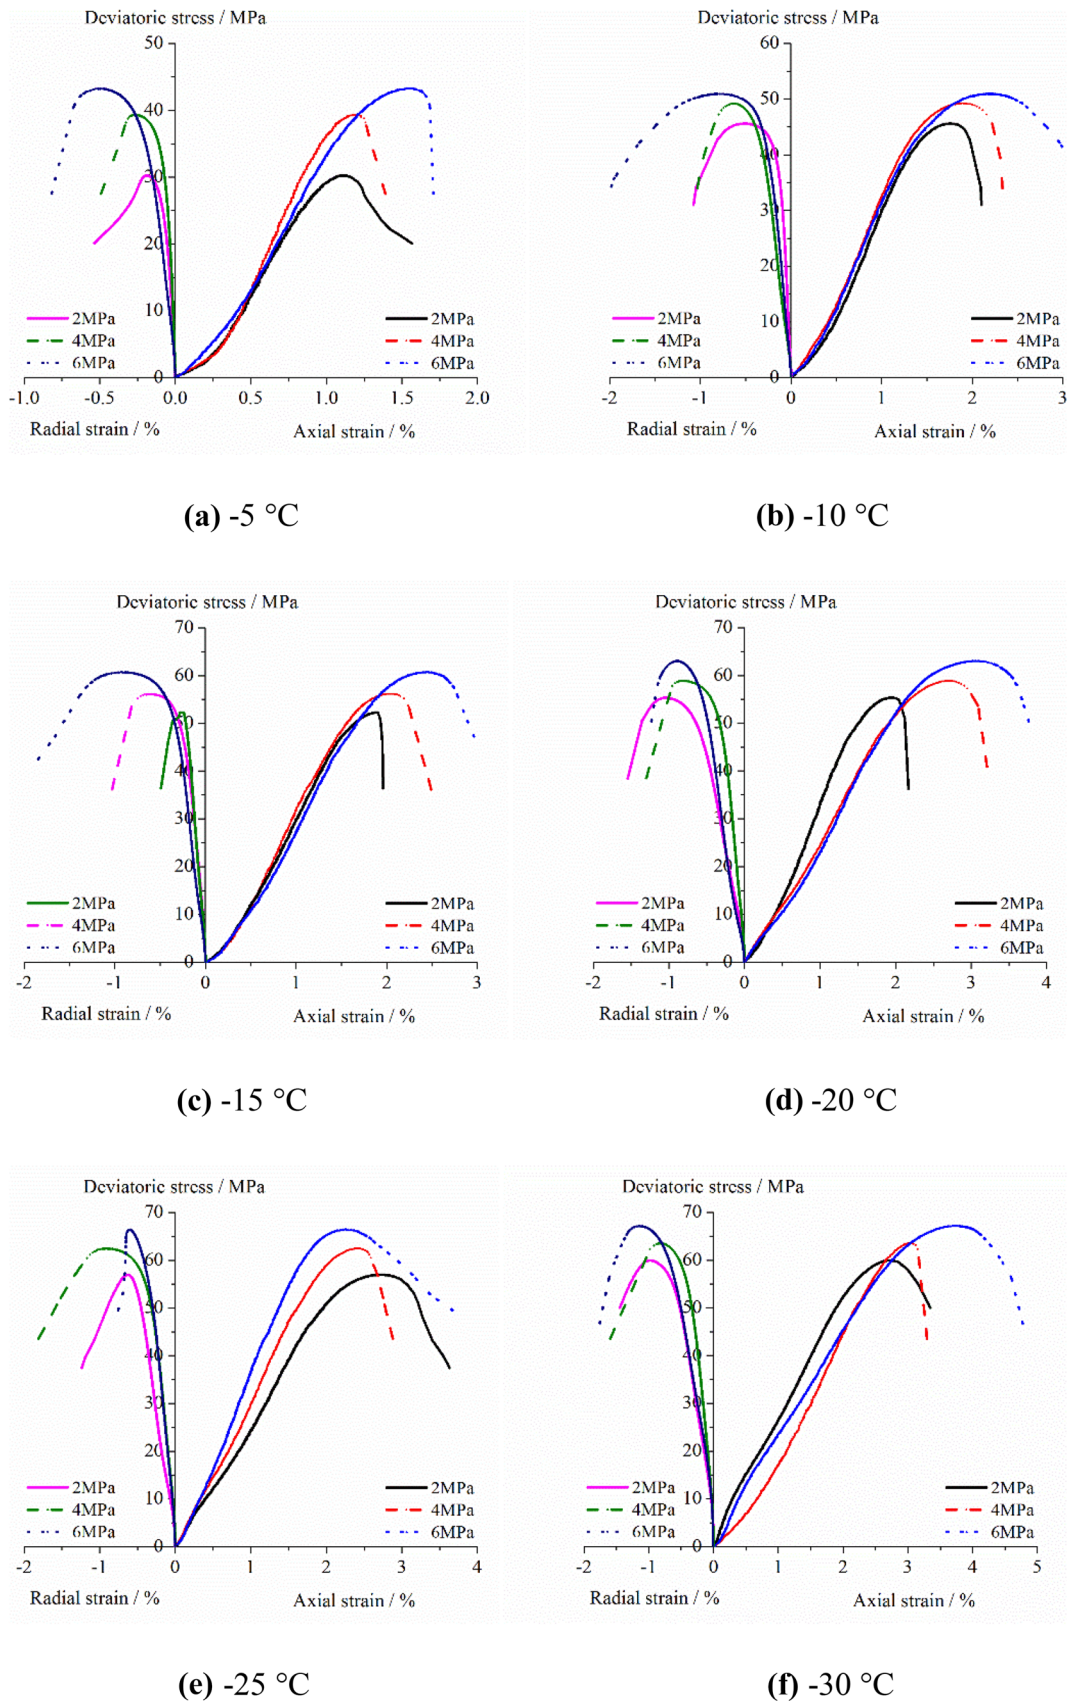 Deviatoric stress / MPa
50
40
30
20
10
0
2MPa
4MPa
6MPa
2MPa
4MPa
6MPa
-1.0 -0.5 0.0 0.5 1.0 1.5 2.0
Radial strain / % Axial strain / %
(a) -5 °C
Deviatoric stress / MPa
60
50
40
30
20
10
0
2MPa
4MPa
6MPa
2MPa
4MPa
6MPa
-2 -1 0 1 2 3
Radial strain / % Axial strain / %
(b) -10 °C
Deviatoric stress / MPa
70
60
50
40
30
20
10
0
2MPa
4MPa
6MPa
2MPa
4MPa
6MPa
-2 -1 0 1 2 3
Radial strain / % Axial strain / %
(c) -15 °C
Deviatoric stress / MPa
70
60
50
40
30
20
10
0
2MPa
4MPa
6MPa
2MPa
4MPa
6MPa
-2 -1 0 1 2 3 4
Radial strain / % Axial strain / %
(d) -20 °C
Deviatoric stress / MPa
70
60
50
40
30
20
10
0
2MPa
4MPa
6MPa
2MPa
4MPa
6MPa
-2 -1 0 1 2 3 4
Radial strain / % Axial strain / %
(e) -25 °C
Deviatoric stress / MPa
70
60
50
40
30
20
10
0
2MPa
4MPa
6MPa
2MPa
4MPa
6MPa
-2 -1 0 1 2 3 4 5
Radial strain / % Axial strain / %
(f) -30 °C